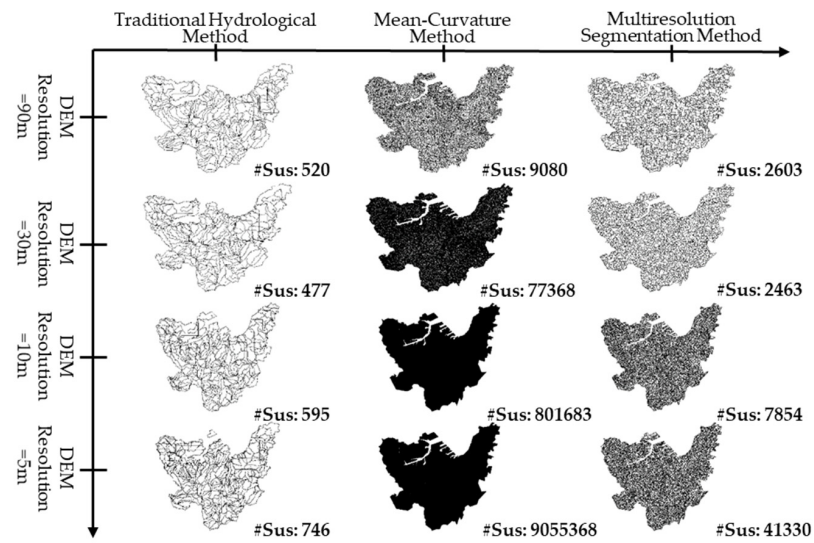 Traditional Hydrological
Method
Mean-Curvature
Method
Multiresolution
Segmentation Method
DEM
Resolution
=90m
#Sus: 520
#Sus: 9080
#Sus: 2603
DEM
Resolution
=30m
#Sus: 477
#Sus: 77368
#Sus: 2463
DEM
Resolution
=10m
#Sus: 595
#Sus: 801683
#Sus: 7854
DEM
Resolution
=5m
#Sus: 746
#Sus: 9055368
#Sus: 41330